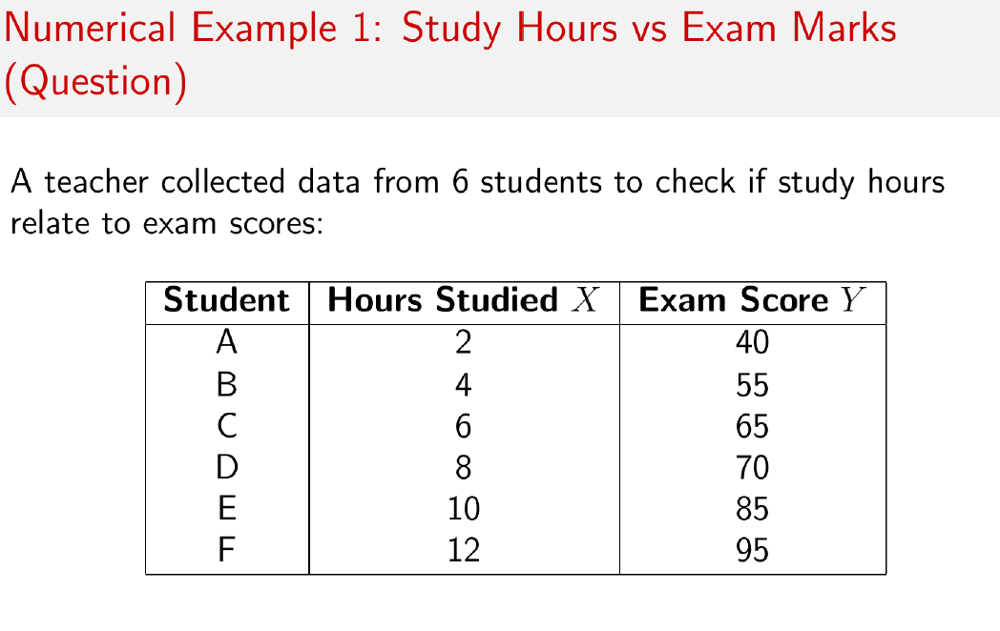 Numerical Example 1: Study Hours vs Exam Marks
(Question)
A teacher collected data from 6 students to check if study hours
relate to exam scores:
Student Hours Studied X Exam Score Y
A 2 40
B 4 55
C 6 65
D 8 70
E 10 85
F 12 95